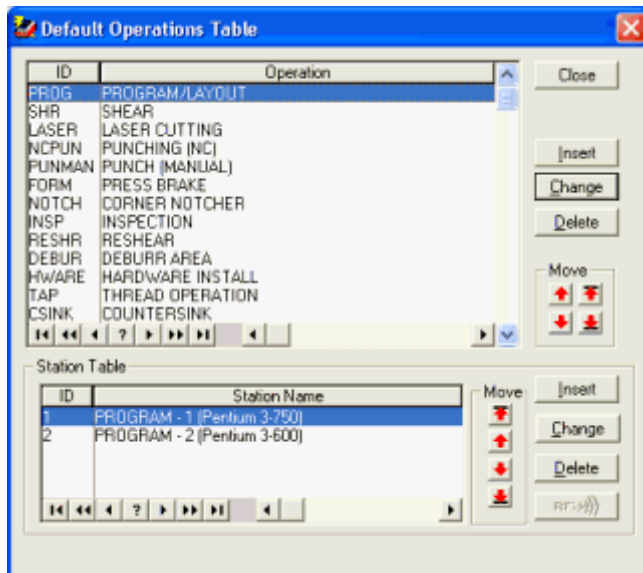 Default Operations Table
ID Operation
PROG PROGRAM/LAYOUT
SHR SHEAR
LASER LASER CUTTING
NCPUN PUNCHING (NC)
PUNMAN PUNCH (MANUAL)
FORM PRESS BRAKE
NOTCH CORNER NOTCHER
INSP INSPECTION
RESHR RESHEAR
DEBUR DEBURR AREA
HWARE HARDWARE INSTALL
TAP THREAD OPERATION
CSINK COUNTERSINK
?
Close
Insert
Change
Delete
Move
Station Table
ID Station Name
1 PROGRAM - 1 (Pentium 3-750)
2 PROGRAM - 2 (Pentium 3-600)
?
Move
Insert
Change
Delete